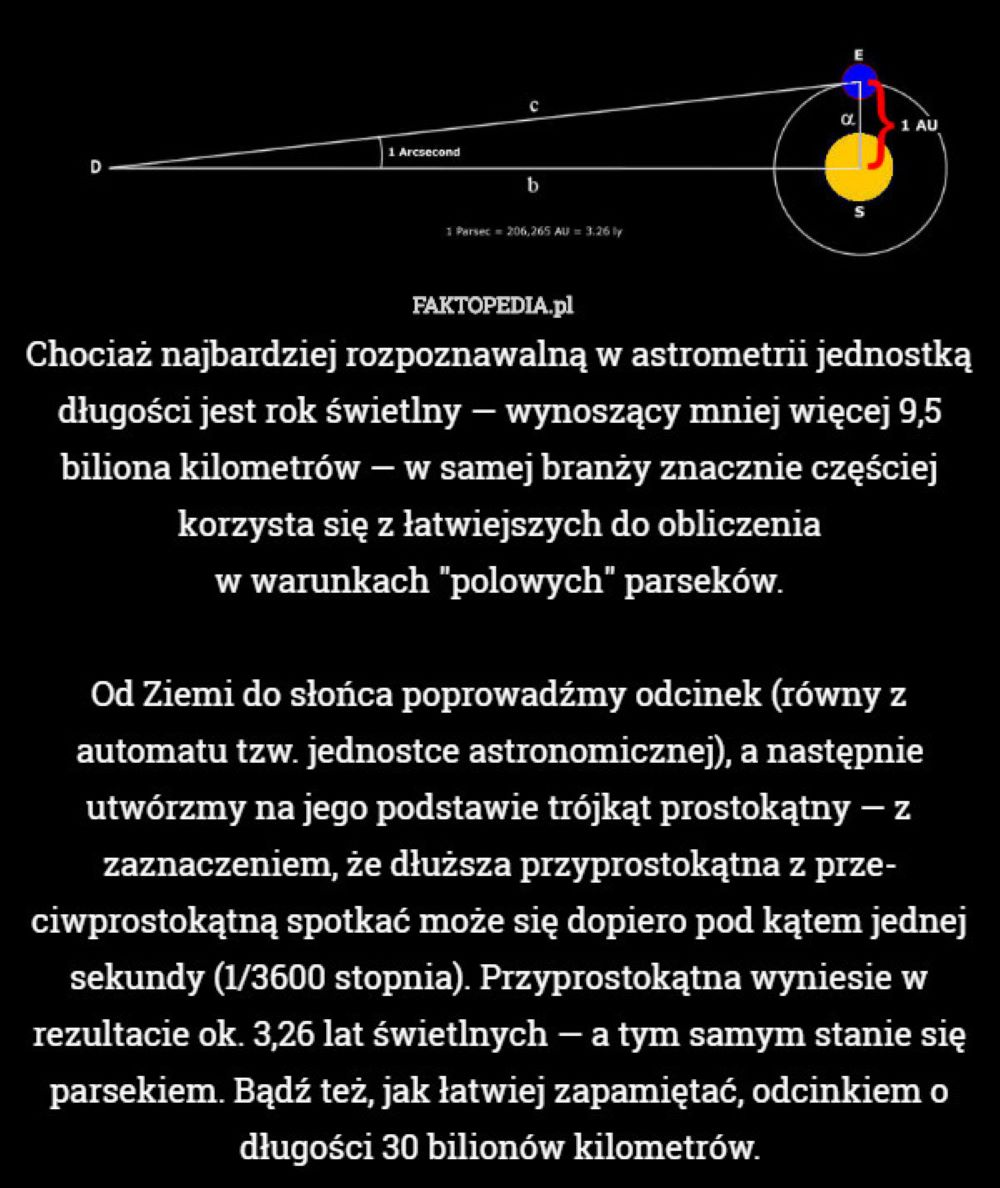 E
c
α
1 AU
1 Arcsecond
D
b
S
1 Parsec = 206,265 AU = 3.26 ly
FAKTOPEDIA.pl
Chociaż najbardziej rozpoznawalną w astrometrii jednostką
długości jest rok świetlny — wynoszący mniej więcej 9,5
biliona kilometrów — w samej branży znacznie częściej
korzysta się z łatwiejszych do obliczenia
w warunkach "polowych" parseków.
Od Ziemi do słońca poprowadźmy odcinek (równy z
automatu tzw. jednostce astronomicznej), a następnie
utwórzmy na jego podstawie trójkąt prostokątny — z
zaznaczeniem, że dłuższa przyprostokątna z prze-
ciwprostokątną spotkać może się dopiero pod kątem jednej
sekundy (1/3600 stopnia). Przyprostokątna wyniesie w
rezultacie ok. 3,26 lat świetlnych — a tym samym stanie się
parsekiem. Bądź też, jak łatwiej zapamiętać, odcinkiem o
długości 30 bilionów kilometrów.